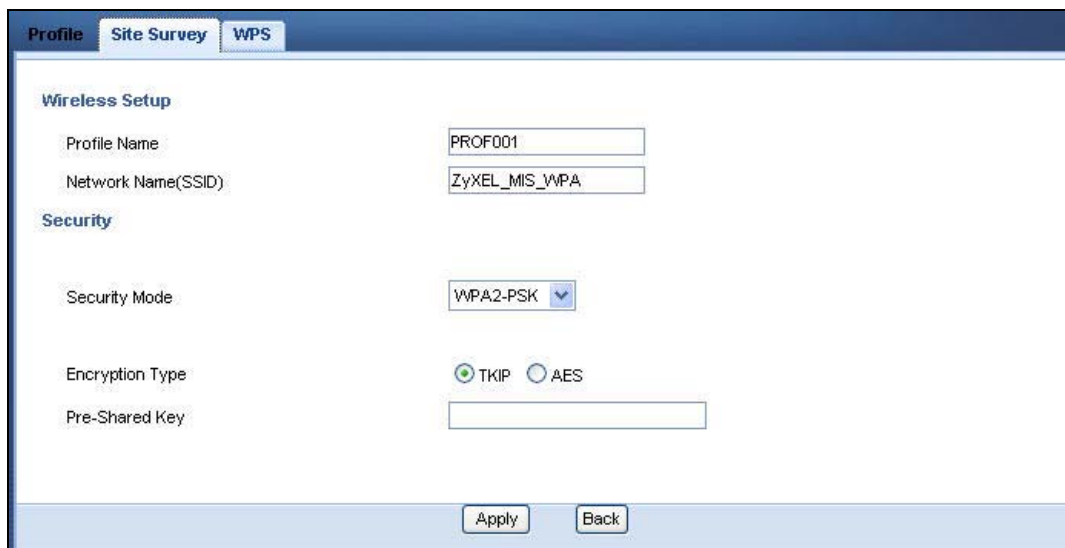 Profile Site Survey WPS
Wireless Setup
Profile Name PROF001
Network Name(SSID) ZyXEL_MIS_WPA
Security
Security Mode WPA2-PSK
Encryption Type TKIP AES
Pre-Shared Key
Apply Back